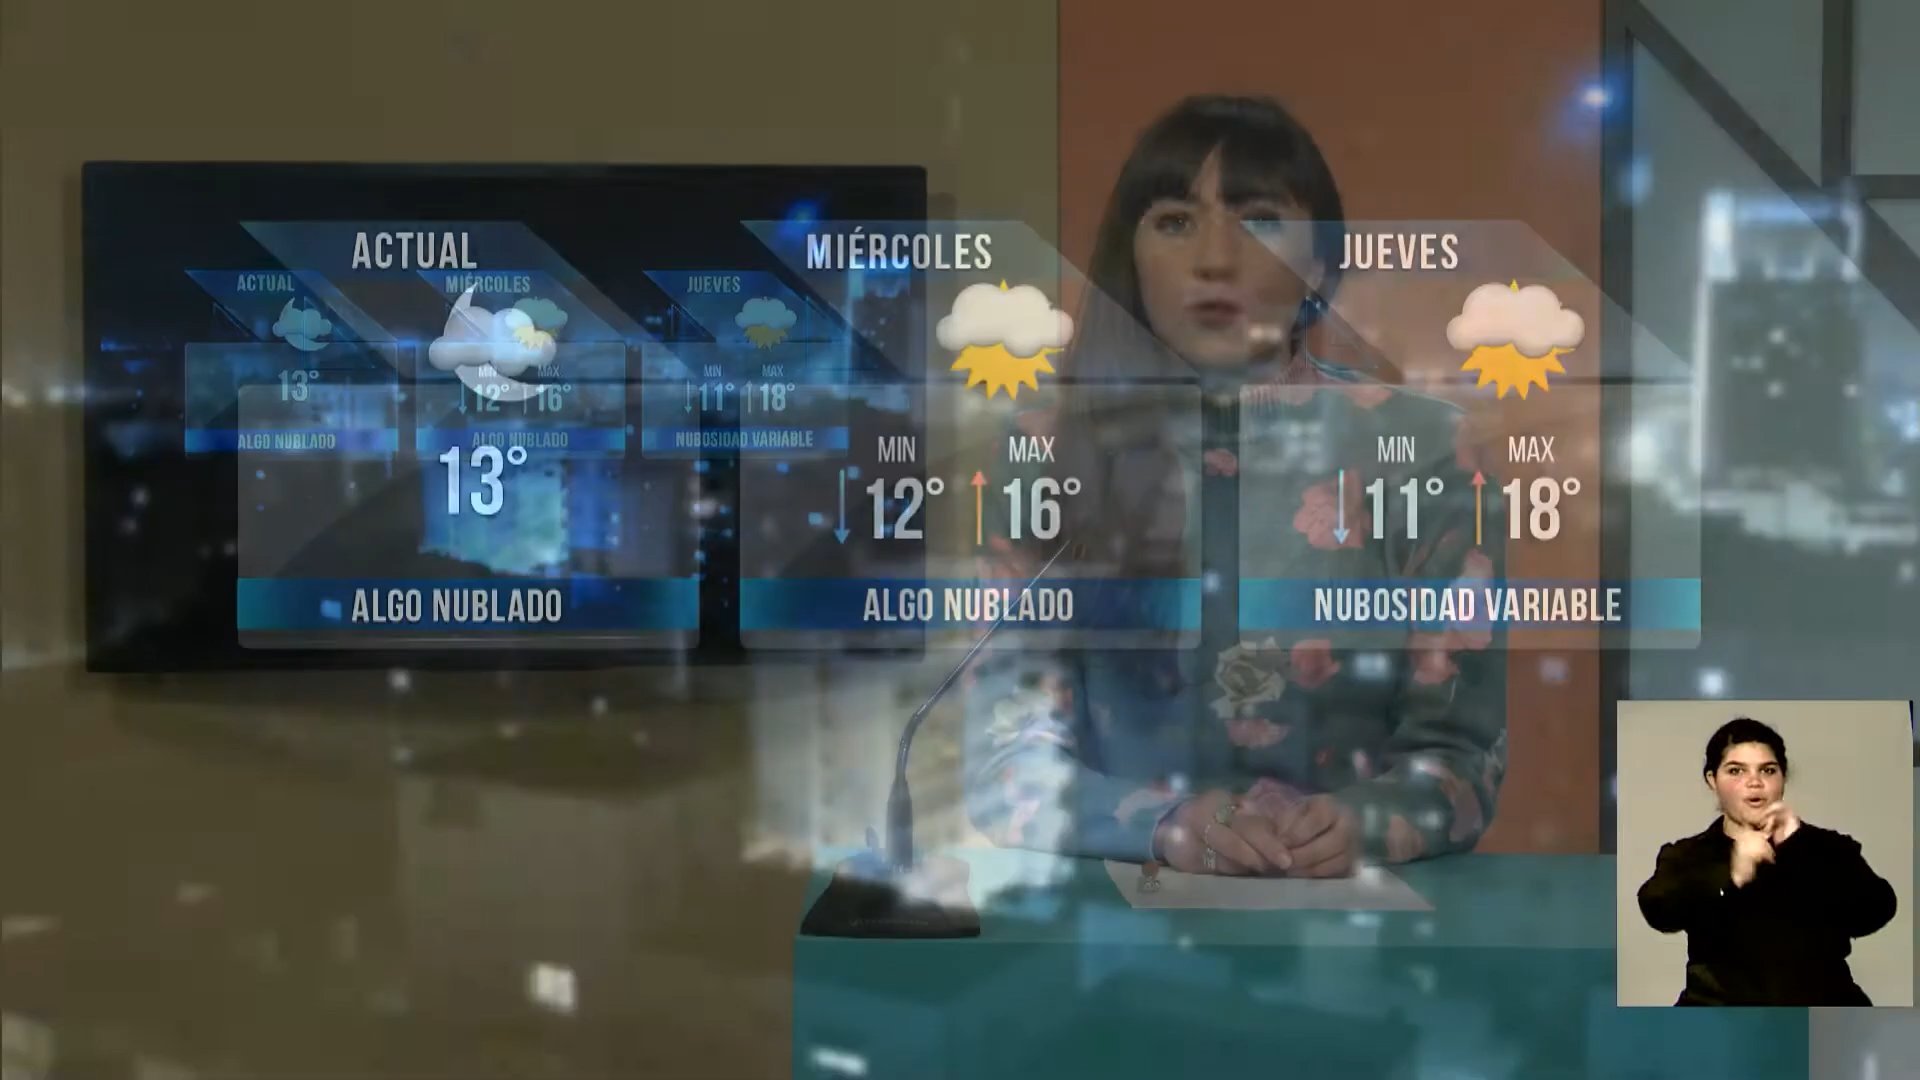 ACTUAL
13°
ALGO NUBLADO
MIÉRCOLES
MIN MAX
12° 16°
ALGO NUBLADO
JUEVES
MIN MAX
11° 18°
NUBOSIDAD VARIABLE
ACTUAL
13°
ALGO NUBLADO
MIÉRCOLES
MIN MAX
12° 16°
ALGO NUBLADO
JUEVES
MIN MAX
11° 18°
NUBOSIDAD VARIABLE